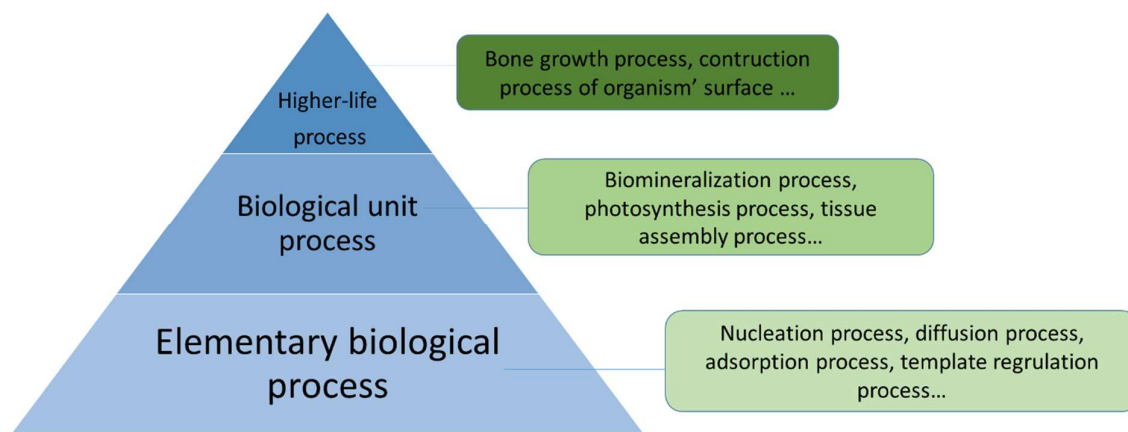 Higher-life
process
Bone growth process, contruction
process of organism’ surface ...
Biological unit
process
Biomineralization process,
photosynthesis process, tissue
assembly process...
Elementary biological
process
Nucleation process, diffusion process,
adsorption process, template regrulation
process...